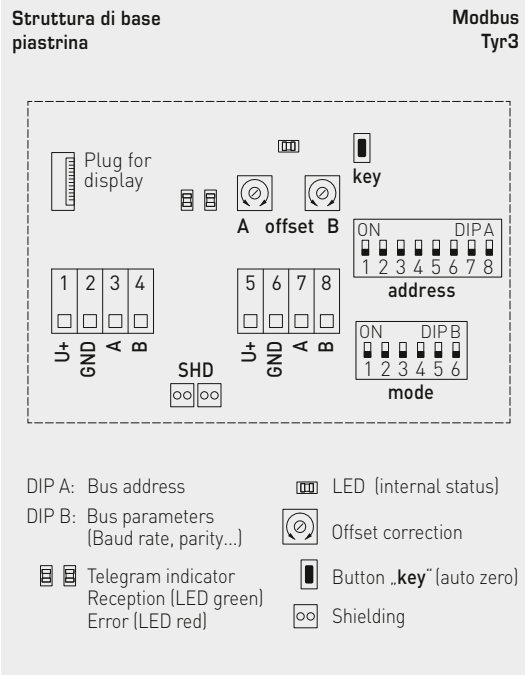 Struttura di base
piastrina
Modbus
Tyr3
Plug for
display
key
A offset B
ON DIP A
1 2 3 4 5 6 7 8
address
1 2 3 4
U+ GND A B
5 6 7 8
U+ GND A B
SHD
ON DIP B
1 2 3 4 5 6
mode
DIP A: Bus address
DIP B: Bus parameters
(Baud rate, parity...)
Telegram indicator
Reception (LED green)
Error (LED red)
LED (internal status)
Offset correction
Button „key“ (auto zero)
Shielding